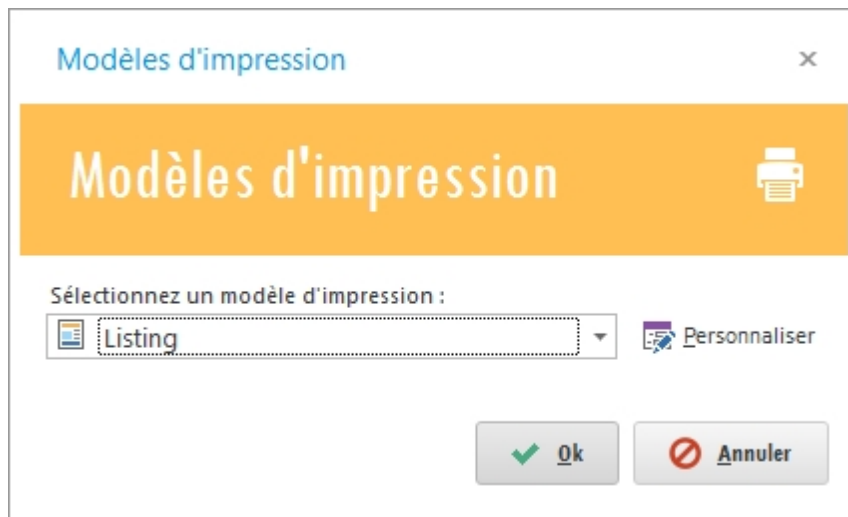 Modèles d'impression
Modèles d'impression
Sélectionnez un modèle d'impression :
Listing
Personnaliser
Ok
Annuler